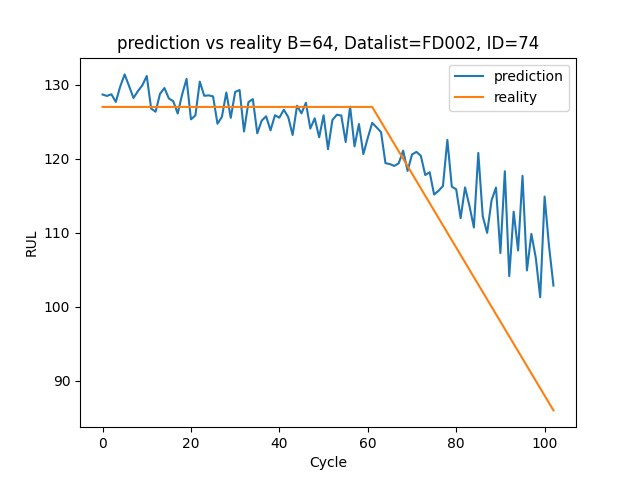 prediction vs reality B=64, Datalist=FD002, ID=74
prediction
reality
RUL
130
120
110
100
90
0 20 40 60 80 100
Cycle